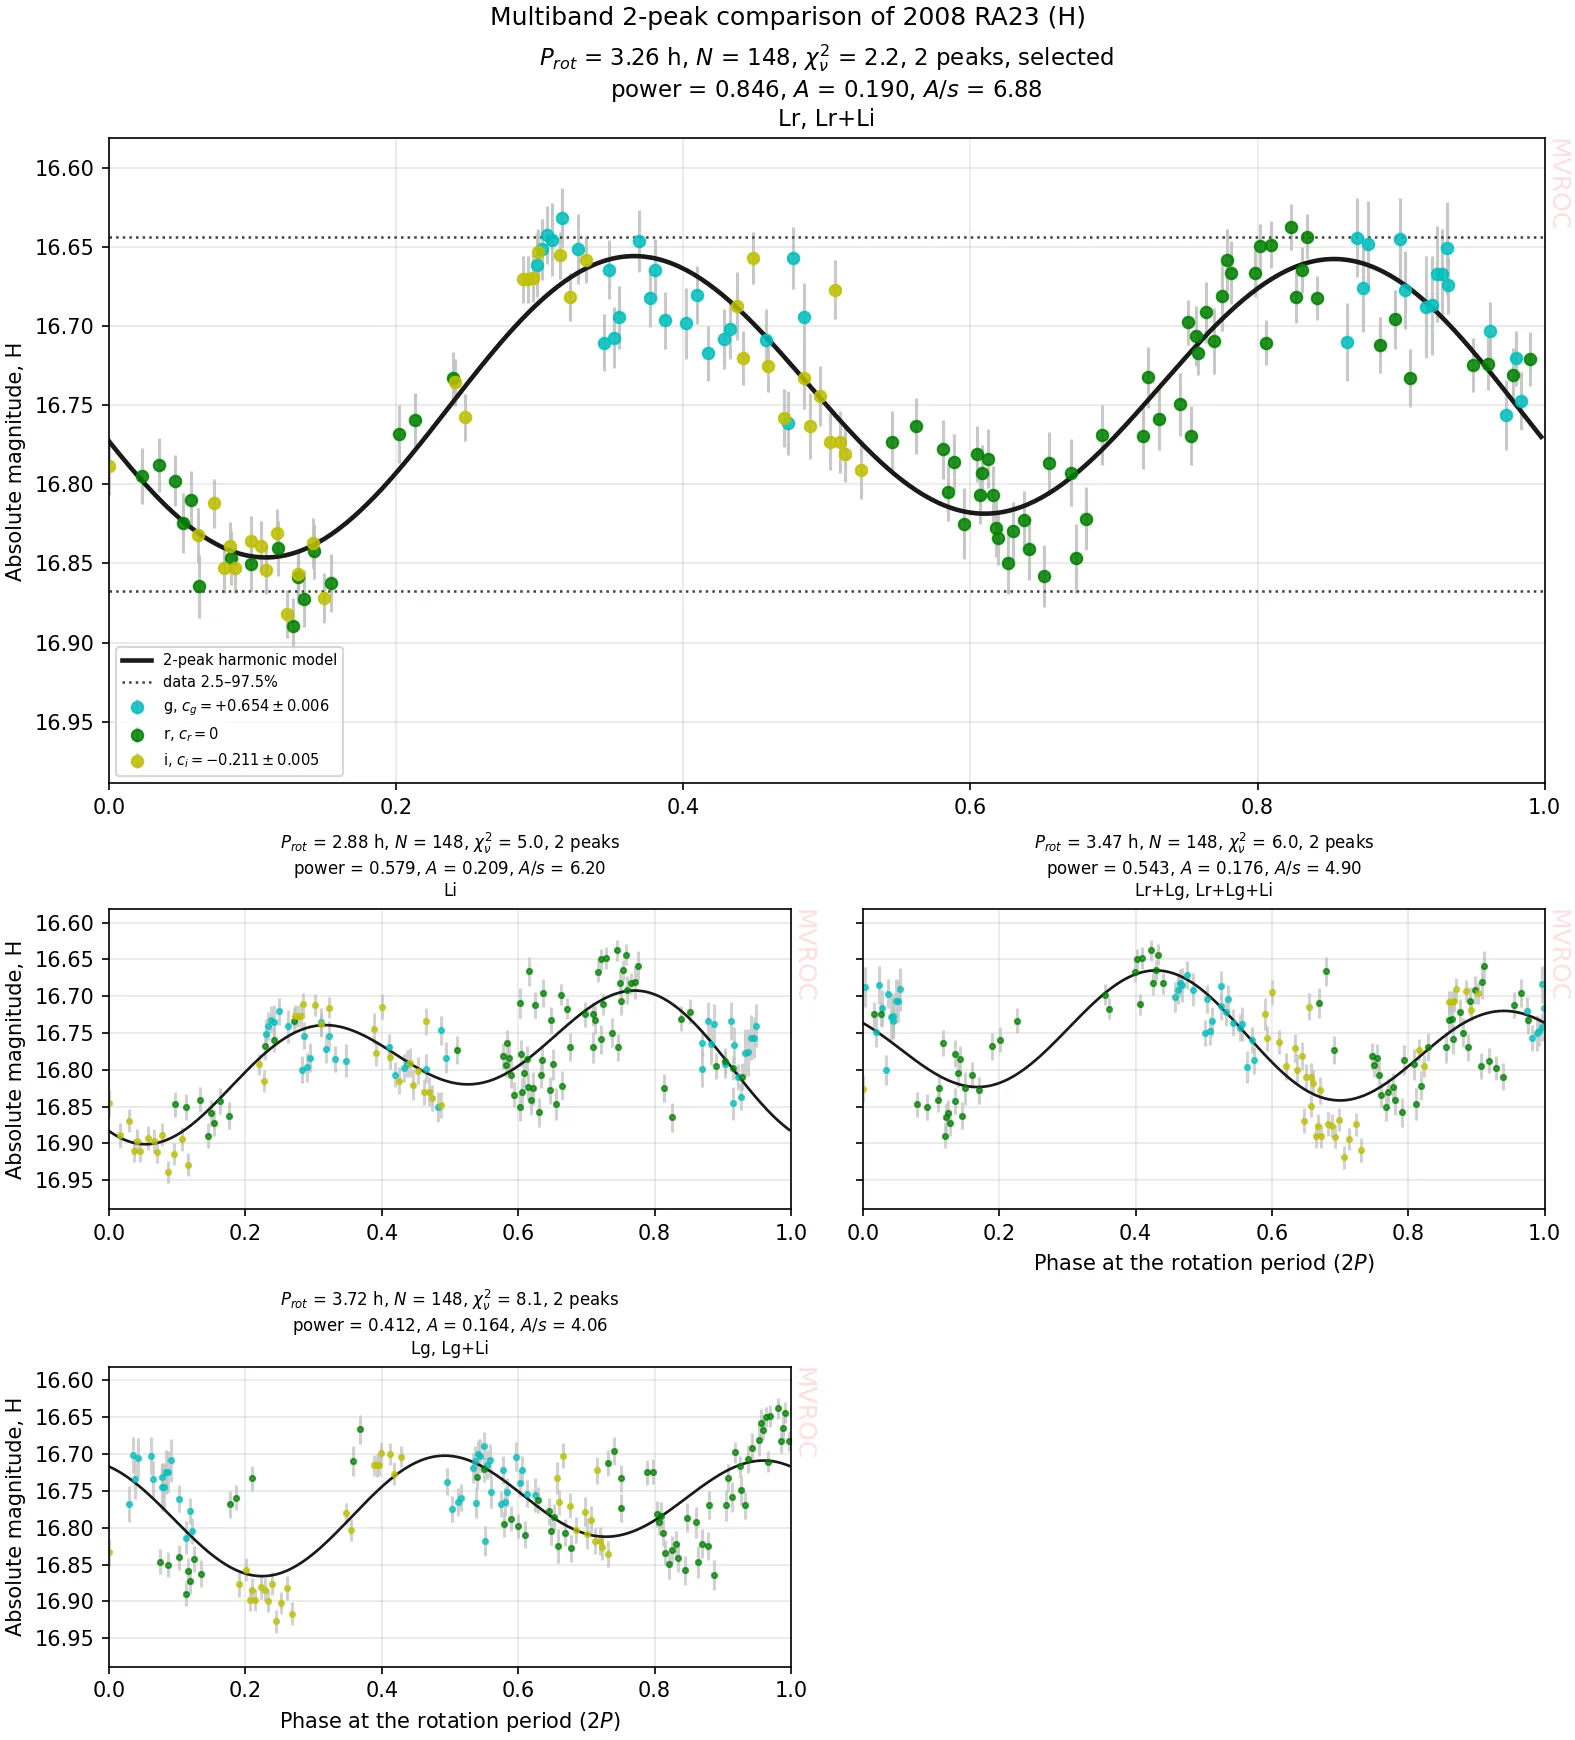 Multiband 2-peak comparison of 2008 RA23 (H)
P_rot = 3.26 h, N = 148, χ²_ν = 2.2, 2 peaks, selected
power = 0.846, A = 0.190, A/s = 6.88
Lr, Lr+Li
16.60
16.65
16.70
16.75
16.80
16.85
16.90
16.95
Absolute magnitude, H
MVROC
2-peak harmonic model
data 2.5–97.5%
g, c_g = +0.654 ± 0.006
r, c_r = 0
i, c_i = −0.211 ± 0.005
0.0 0.2 0.4 0.6 0.8 1.0
P_rot = 2.88 h, N = 148, χ²_ν = 5.0, 2 peaks
power = 0.579, A = 0.209, A/s = 6.20
Li
16.60
16.65
16.70
16.75
16.80
16.85
16.90
16.95
Absolute magnitude, H
MVROC
0.0 0.2 0.4 0.6 0.8 1.0
P_rot = 3.47 h, N = 148, χ²_ν = 6.0, 2 peaks
power = 0.543, A = 0.176, A/s = 4.90
Lr+Lg, Lr+Lg+Li
MVROC
0.0 0.2 0.4 0.6 0.8 1.0
Phase at the rotation period (2P)
P_rot = 3.72 h, N = 148, χ²_ν = 8.1, 2 peaks
power = 0.412, A = 0.164, A/s = 4.06
Lg, Lg+Li
16.60
16.65
16.70
16.75
16.80
16.85
16.90
16.95
Absolute magnitude, H
MVROC
0.0 0.2 0.4 0.6 0.8 1.0
Phase at the rotation period (2P)